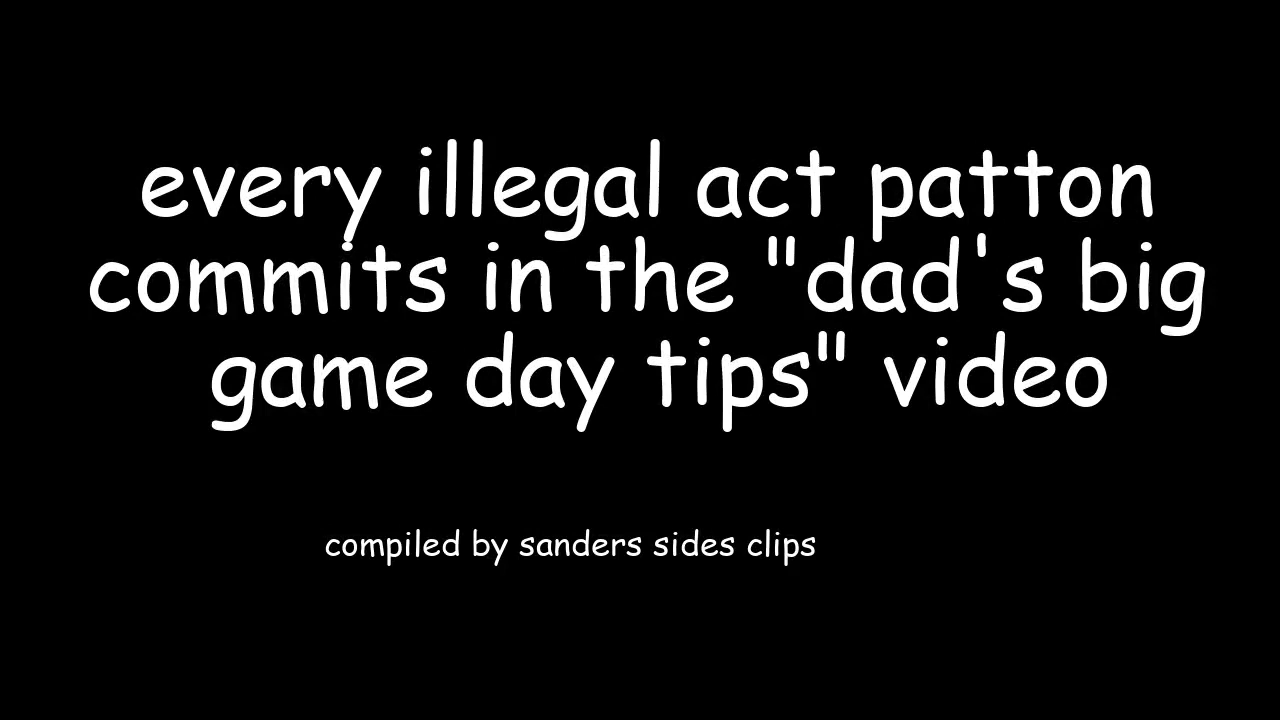 every illegal act patton
commits in the "dad's big
game day tips" video
compiled by sanders sides clips